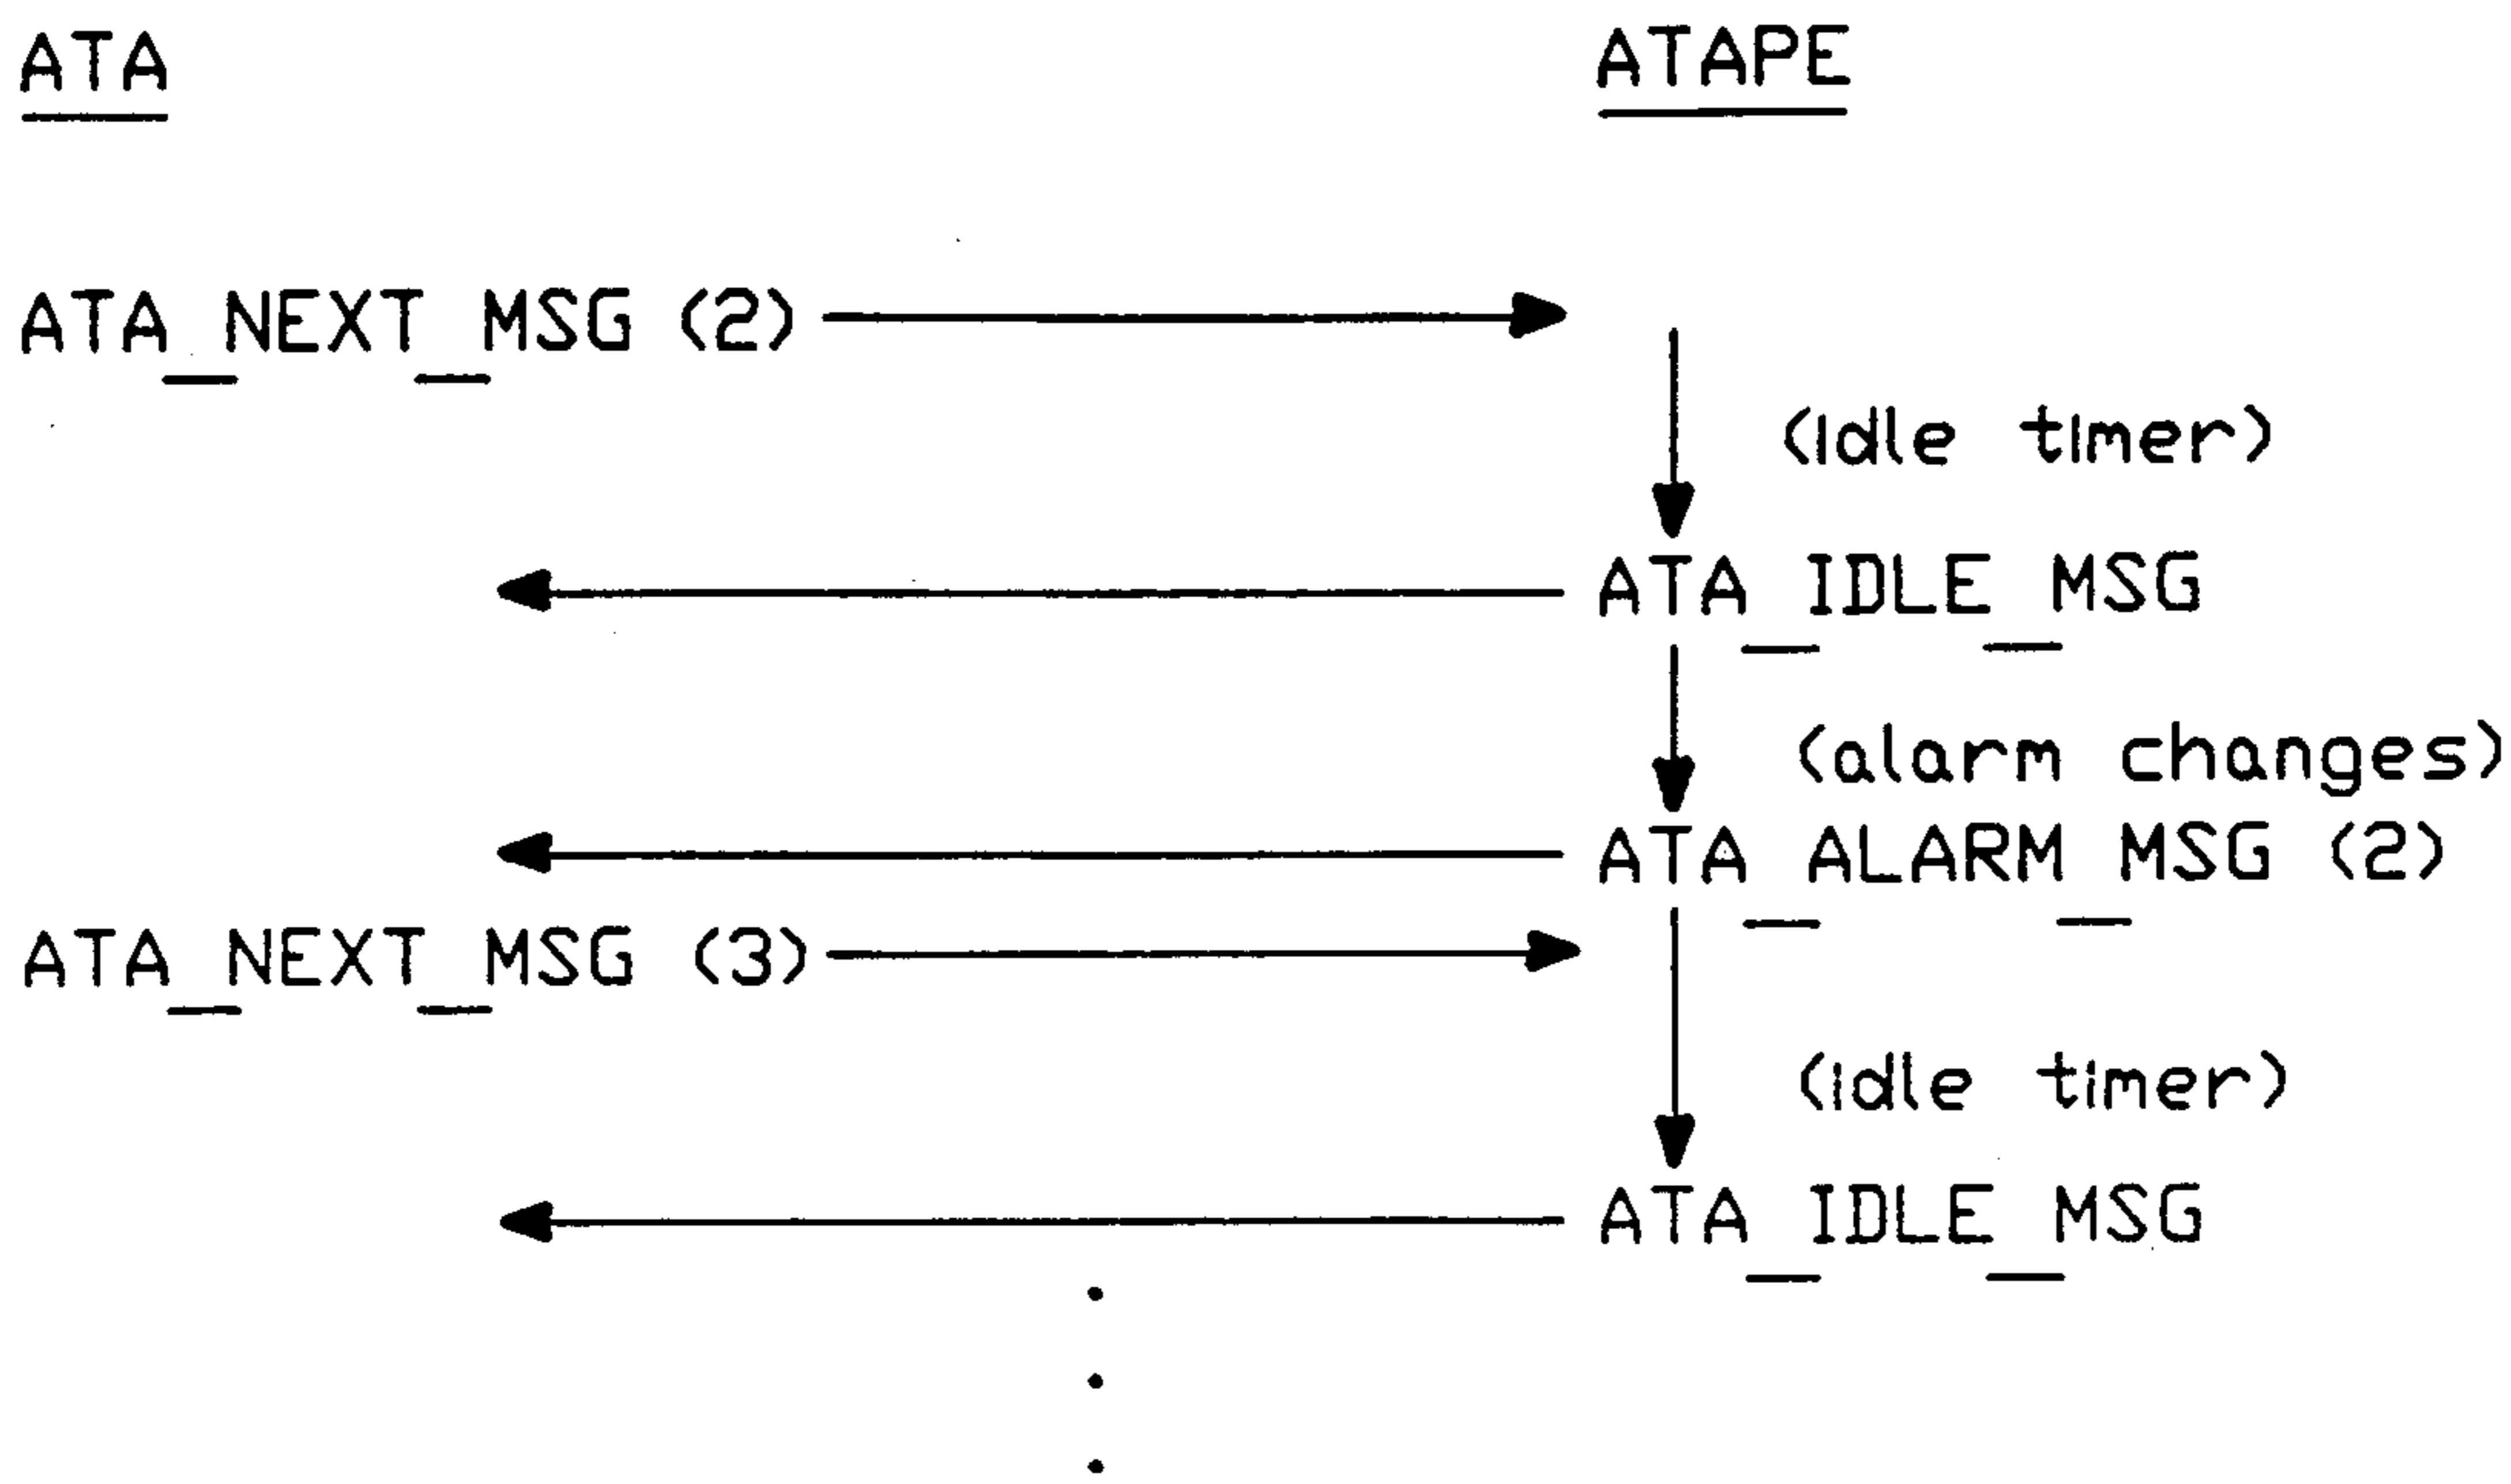 ATA ATAPE
ATA_NEXT_MSG (2)
(idle timer)
ATA_IDLE_MSG
(alarm changes)
ATA_ALARM_MSG (2)
ATA_NEXT_MSG (3)
(idle timer)
ATA_IDLE_MSG